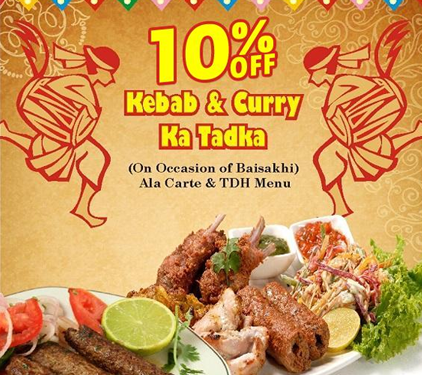 10% OFF
Kebab & Curry
Ka Tadka
(On Occasion of Baisakhi)
Ala Carte & TDH Menu